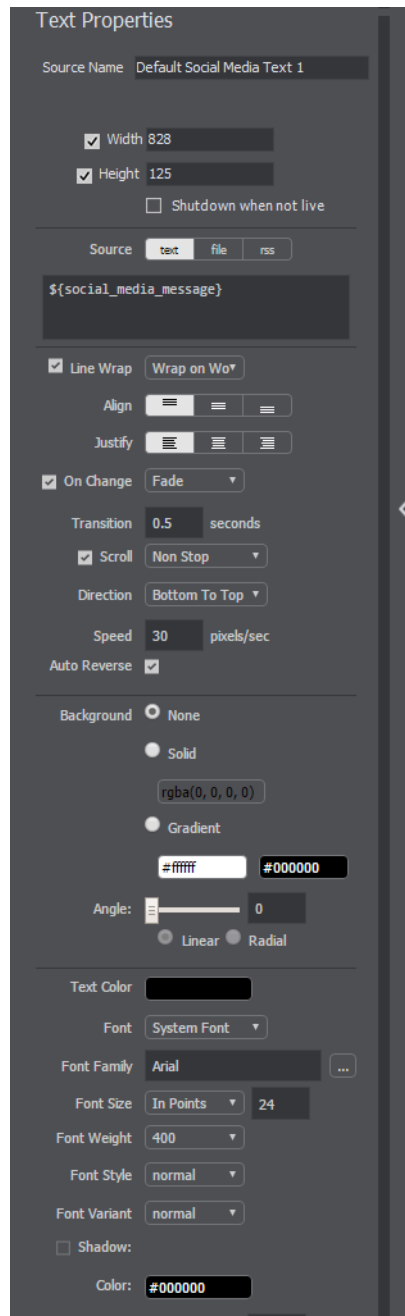 Text Properties
Source Name Default Social Media Text 1
Width 828
Height 125
Shutdown when not live
Source text file rss
${social_media_message}
Line Wrap Wrap on Wo
Align
Justify
On Change Fade
Transition 0.5 seconds
Scroll Non Stop
Direction Bottom To Top
Speed 30 pixels/sec
Auto Reverse
Background None
Solid
rgba(0, 0, 0, 0)
Gradient
#ffffff #000000
Angle: 0
Linear Radial
Text Color
Font System Font
Font Family Arial ...
Font Size In Points 24
Font Weight 400
Font Style normal
Font Variant normal
Shadow:
Color: #000000